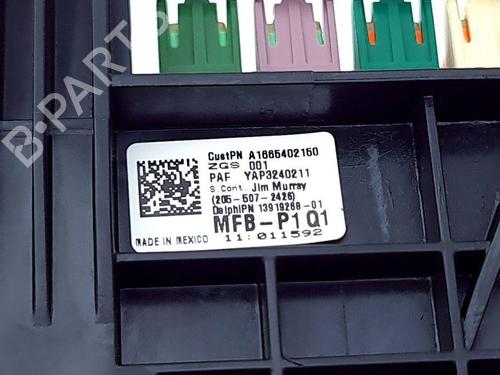 B-PARTS
CustPN A1665402150
ZGS 001
PAF YAP3240211
S.Cont. Jim Murray
(205-507-2426)
DelphiPN 13919268-01
MFB-P1Q1
MADE IN MEXICO 11:011592